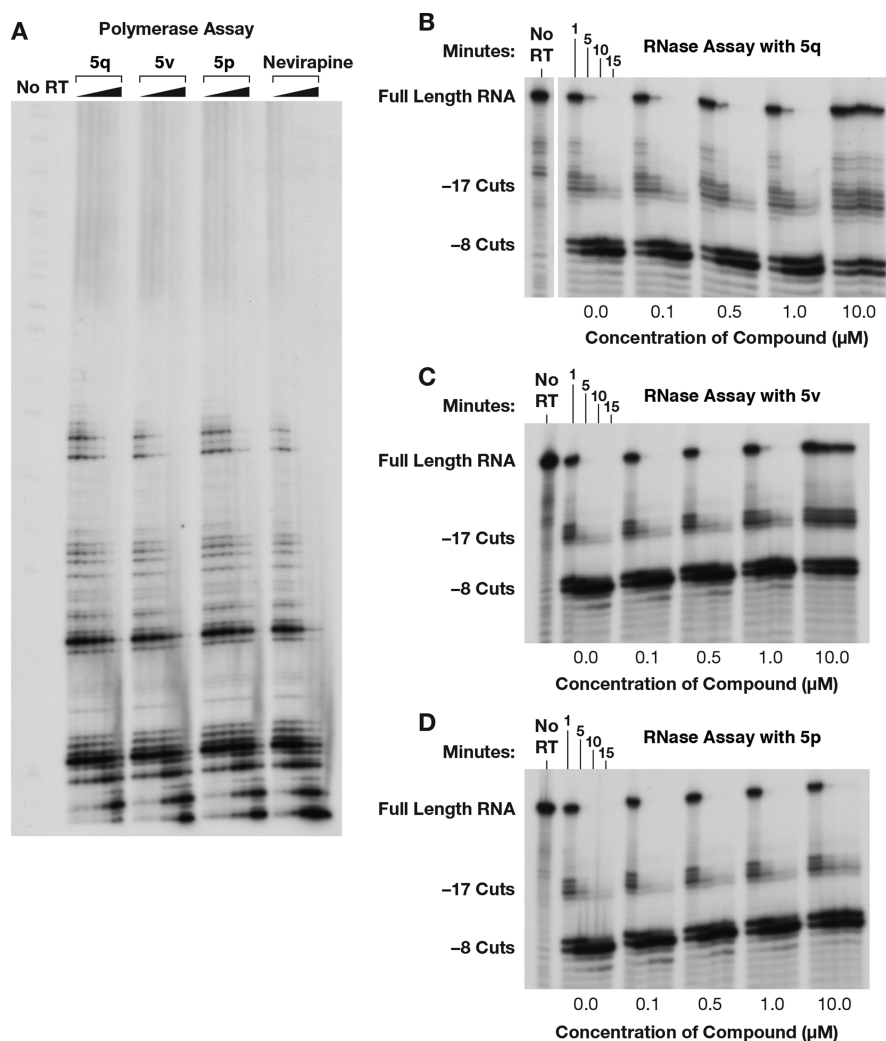 A
Polymerase Assay
5q 5v 5p Nevirapine
No RT
B
Minutes:
No
RT
1
5
10
15
RNase Assay with 5q
Full Length RNA
–17 Cuts
–8 Cuts
0.0 0.1 0.5 1.0 10.0
Concentration of Compound (µM)
C
Minutes:
No
RT
1
5
10
15
RNase Assay with 5v
Full Length RNA
–17 Cuts
–8 Cuts
0.0 0.1 0.5 1.0 10.0
Concentration of Compound (µM)
D
Minutes:
No
RT
1
5
10
15
RNase Assay with 5p
Full Length RNA
–17 Cuts
–8 Cuts
0.0 0.1 0.5 1.0 10.0
Concentration of Compound (µM)